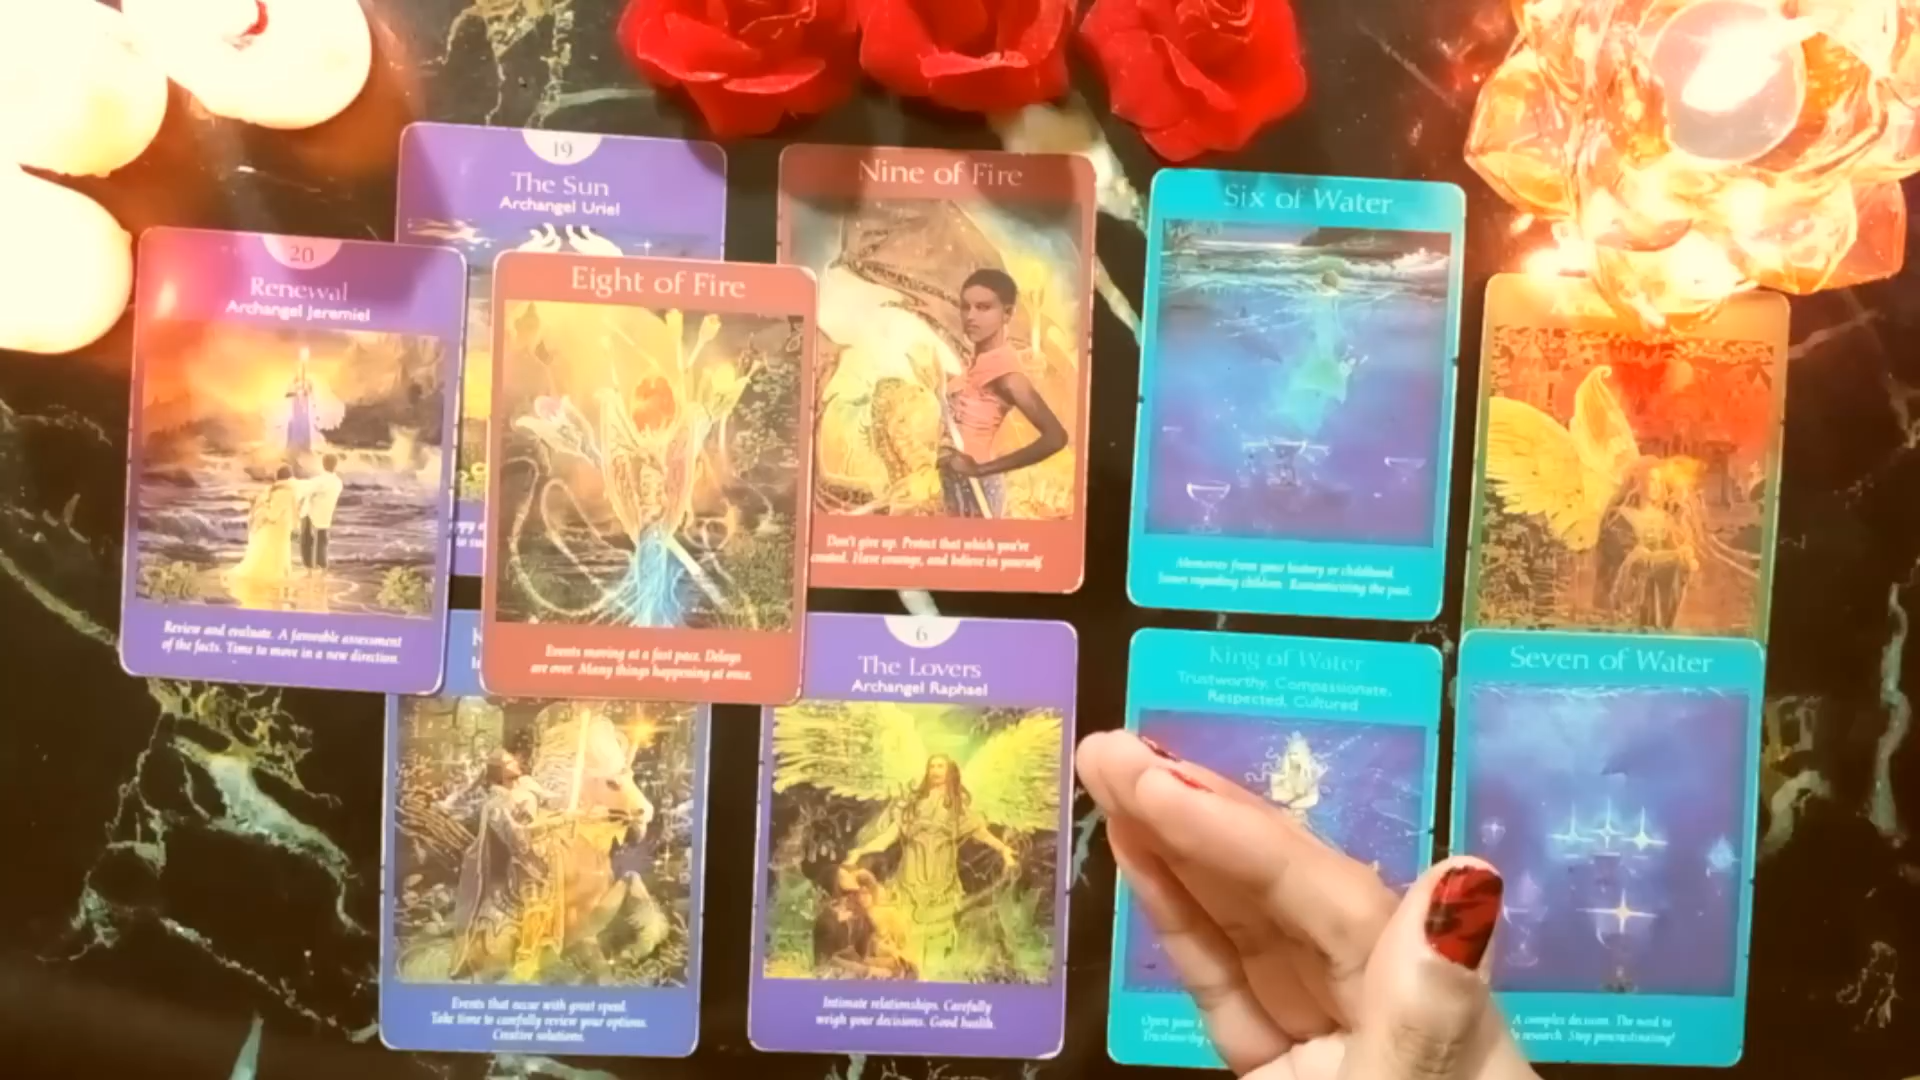 19
The Sun
Archangel Uriel
20
Renewal
Archangel Jeremiel
Review and evaluate. A favorable assessment
of the facts. Time to move in a new direction.
Eight of Fire
Events moving at a fast pace. Delays
are over. Many things happening at once.
Nine of Fire
Don't give up. Protect that which you've
created. Have courage, and believe in yourself.
Six of Water
Memories from your history or childhood.
Issues regarding children. Romanticizing the past.
K
Events that occur with great speed.
Take time to carefully review your options.
Creative solutions.
6
The Lovers
Archangel Raphael
Intimate relationships. Carefully
weigh your decisions. Good health.
King of Water
Trustworthy, Compassionate,
Respected, Cultured
Open your
Trustworthy
Seven of Water
A complex decision. The need to
research. Stop procrastinating!